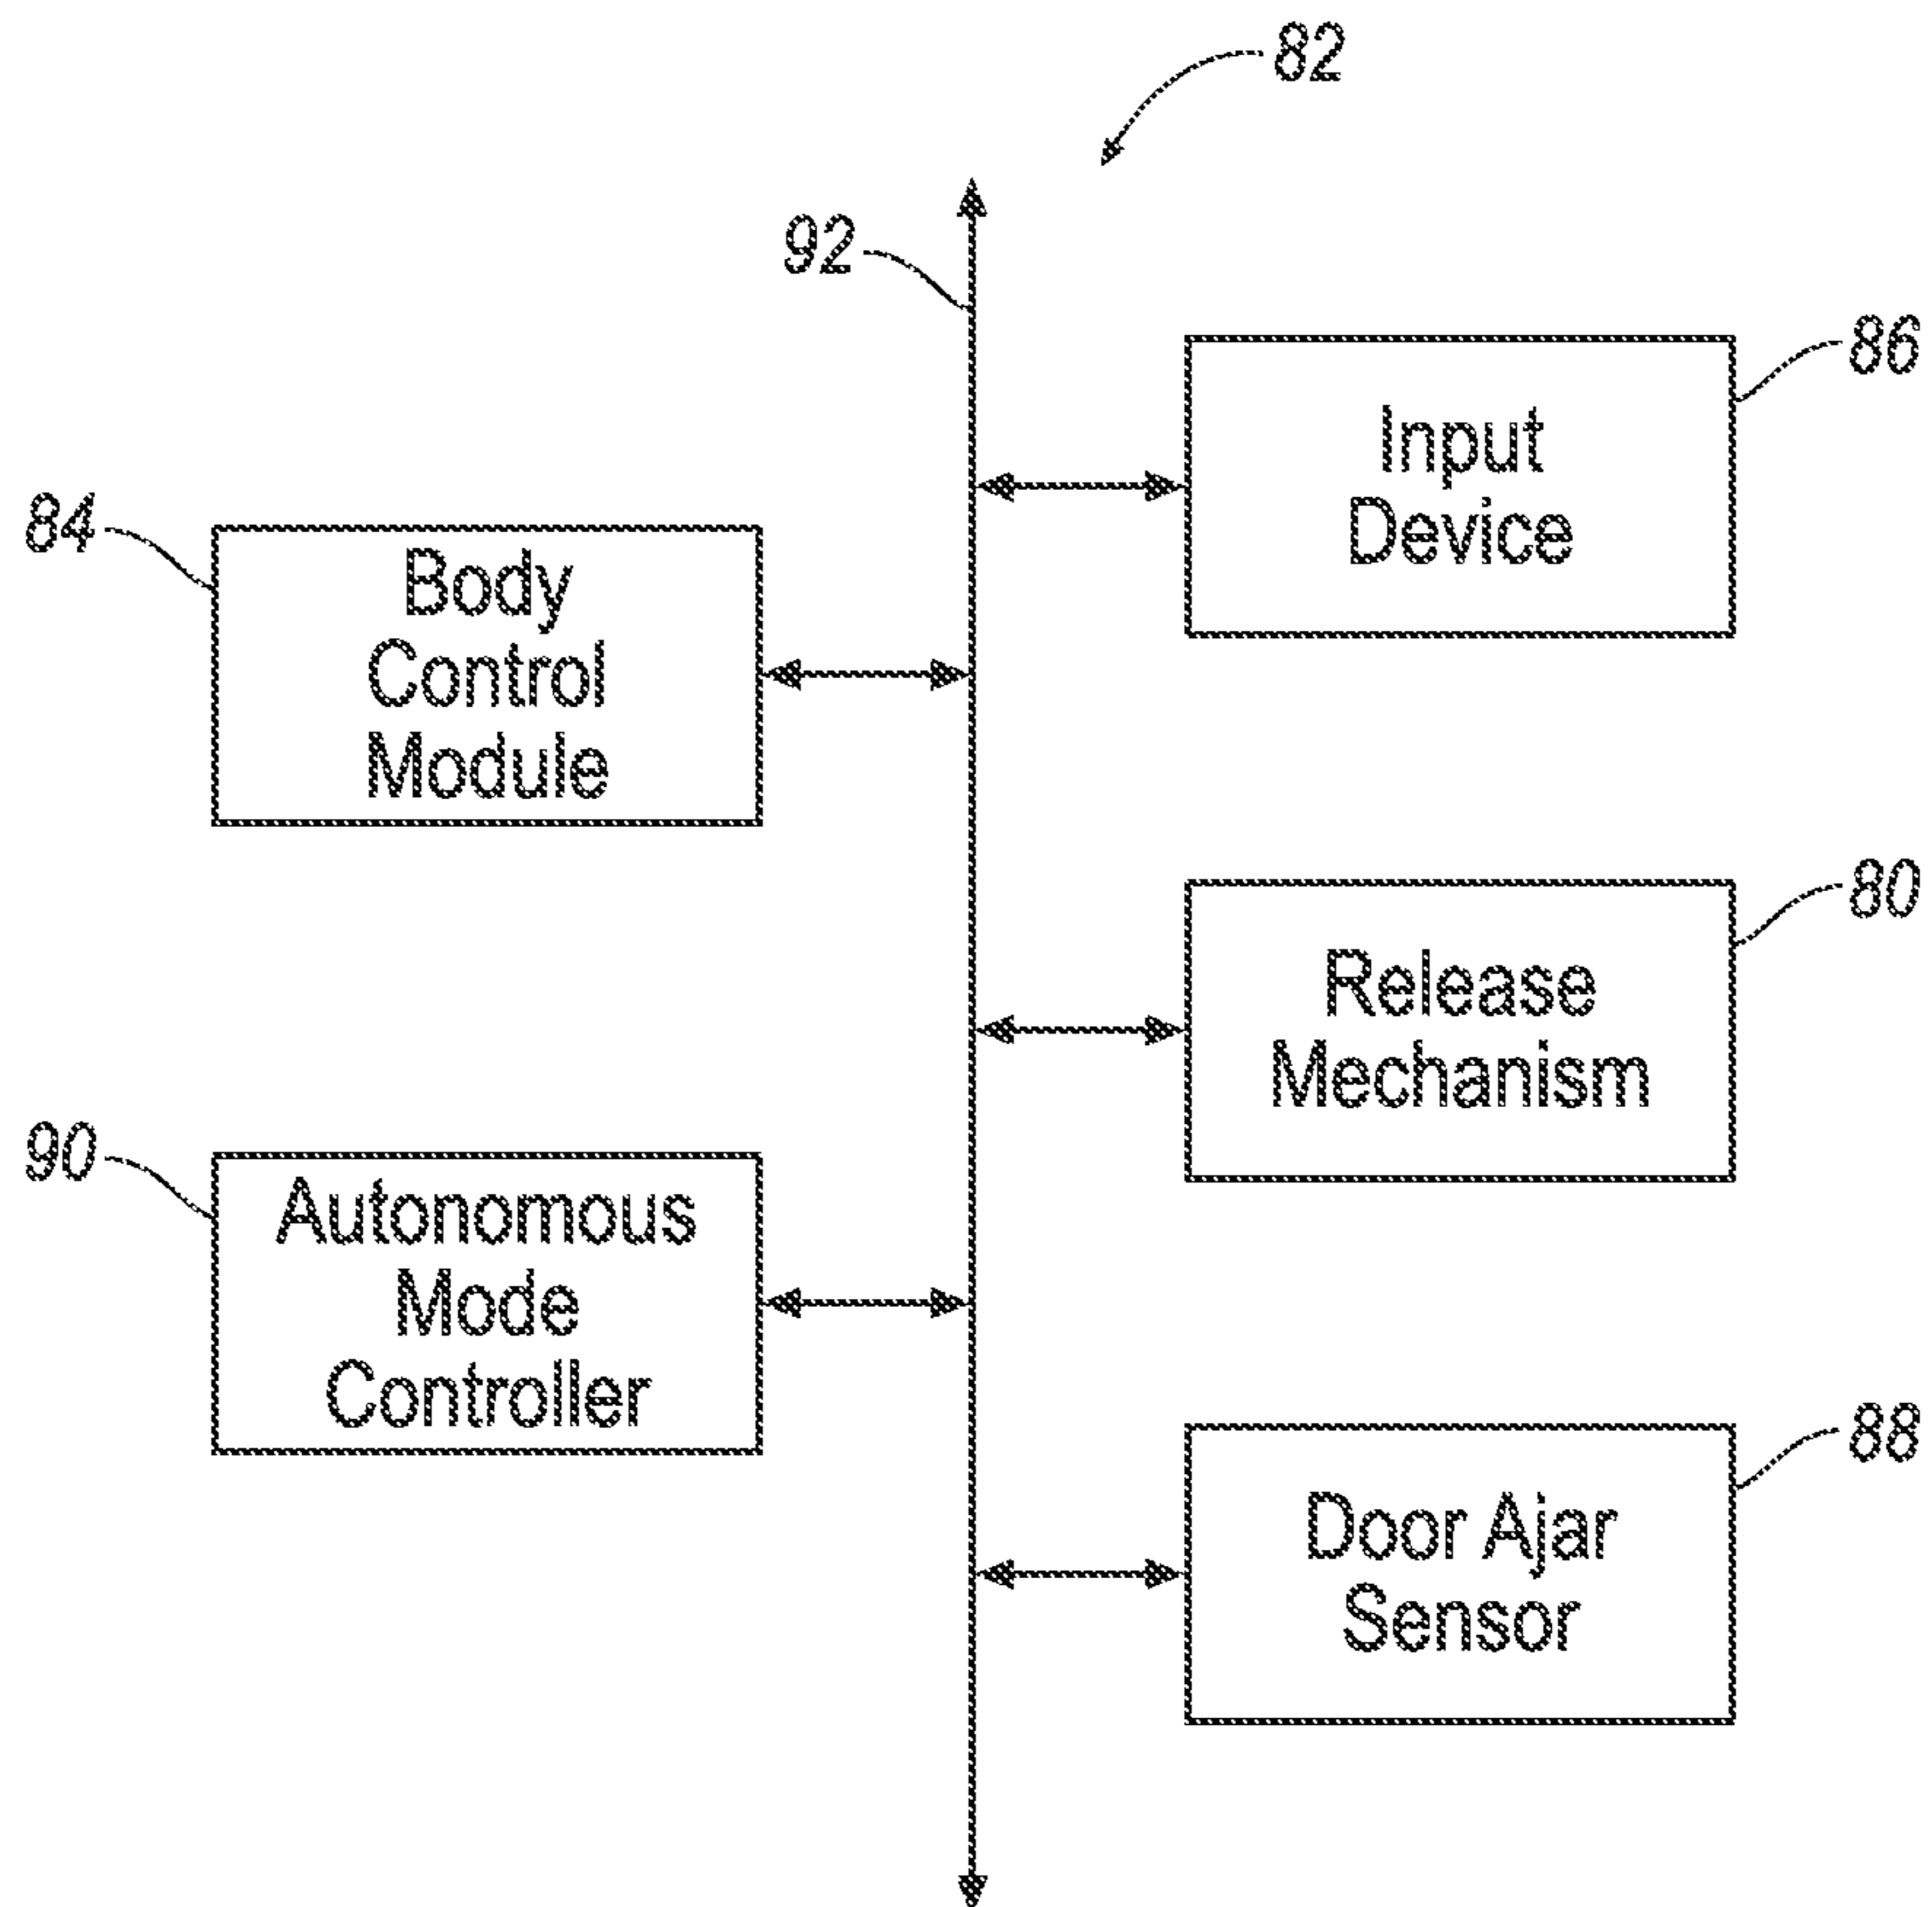 82
92
86
Input
Device
84
Body
Control
Module
80
Release
Mechanism
90
Autonomous
Mode
Controller
88
Door Ajar
Sensor